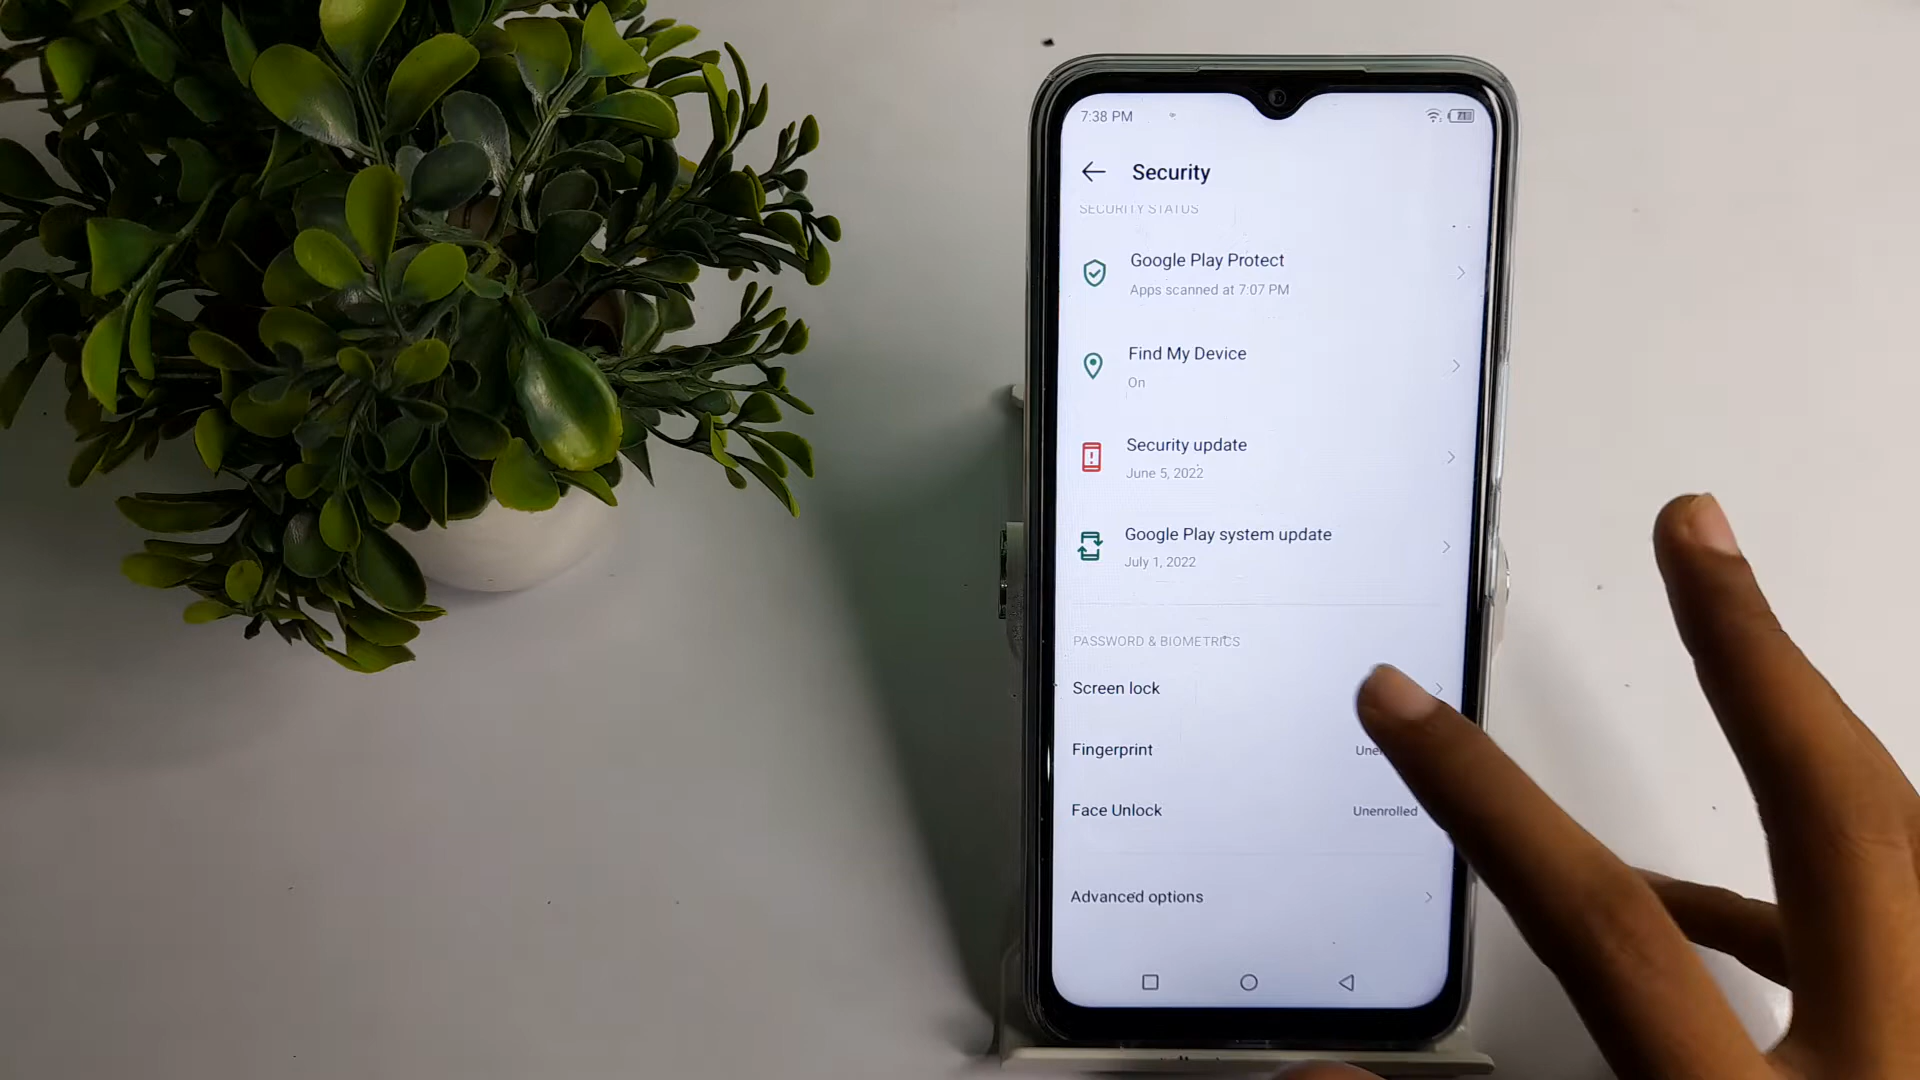 7:38 PM
Security
SECURITY STATUS
Google Play Protect
Apps scanned at 7:07 PM
Find My Device
On
Security update
June 5, 2022
Google Play system update
July 1, 2022
PASSWORD & BIOMETRICS
Screen lock
Fingerprint
Face Unlock Unenrolled
Advanced options